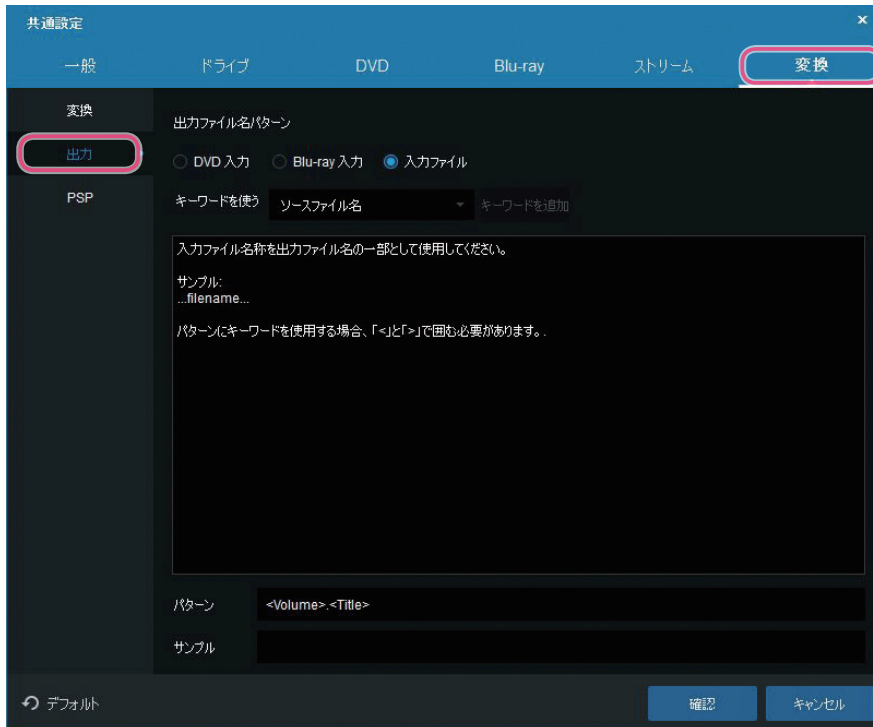 共通設定
×
一般 ドライブ DVD Blu-ray ストリーム 変換
変換
出力
PSP
出力ファイル名パターン
DVD 入力 Blu-ray 入力 入力ファイル
キーワードを使う ソースファイル名 キーワードを追加
入力ファイル名称を出力ファイル名の一部として使用してください。
サンプル:
...filename...
パターンにキーワードを使用する場合、「<」と「>」で囲む必要があります。.
パターン <Volume>.<Title>
サンプル
デフォルト 確認 キャンセル